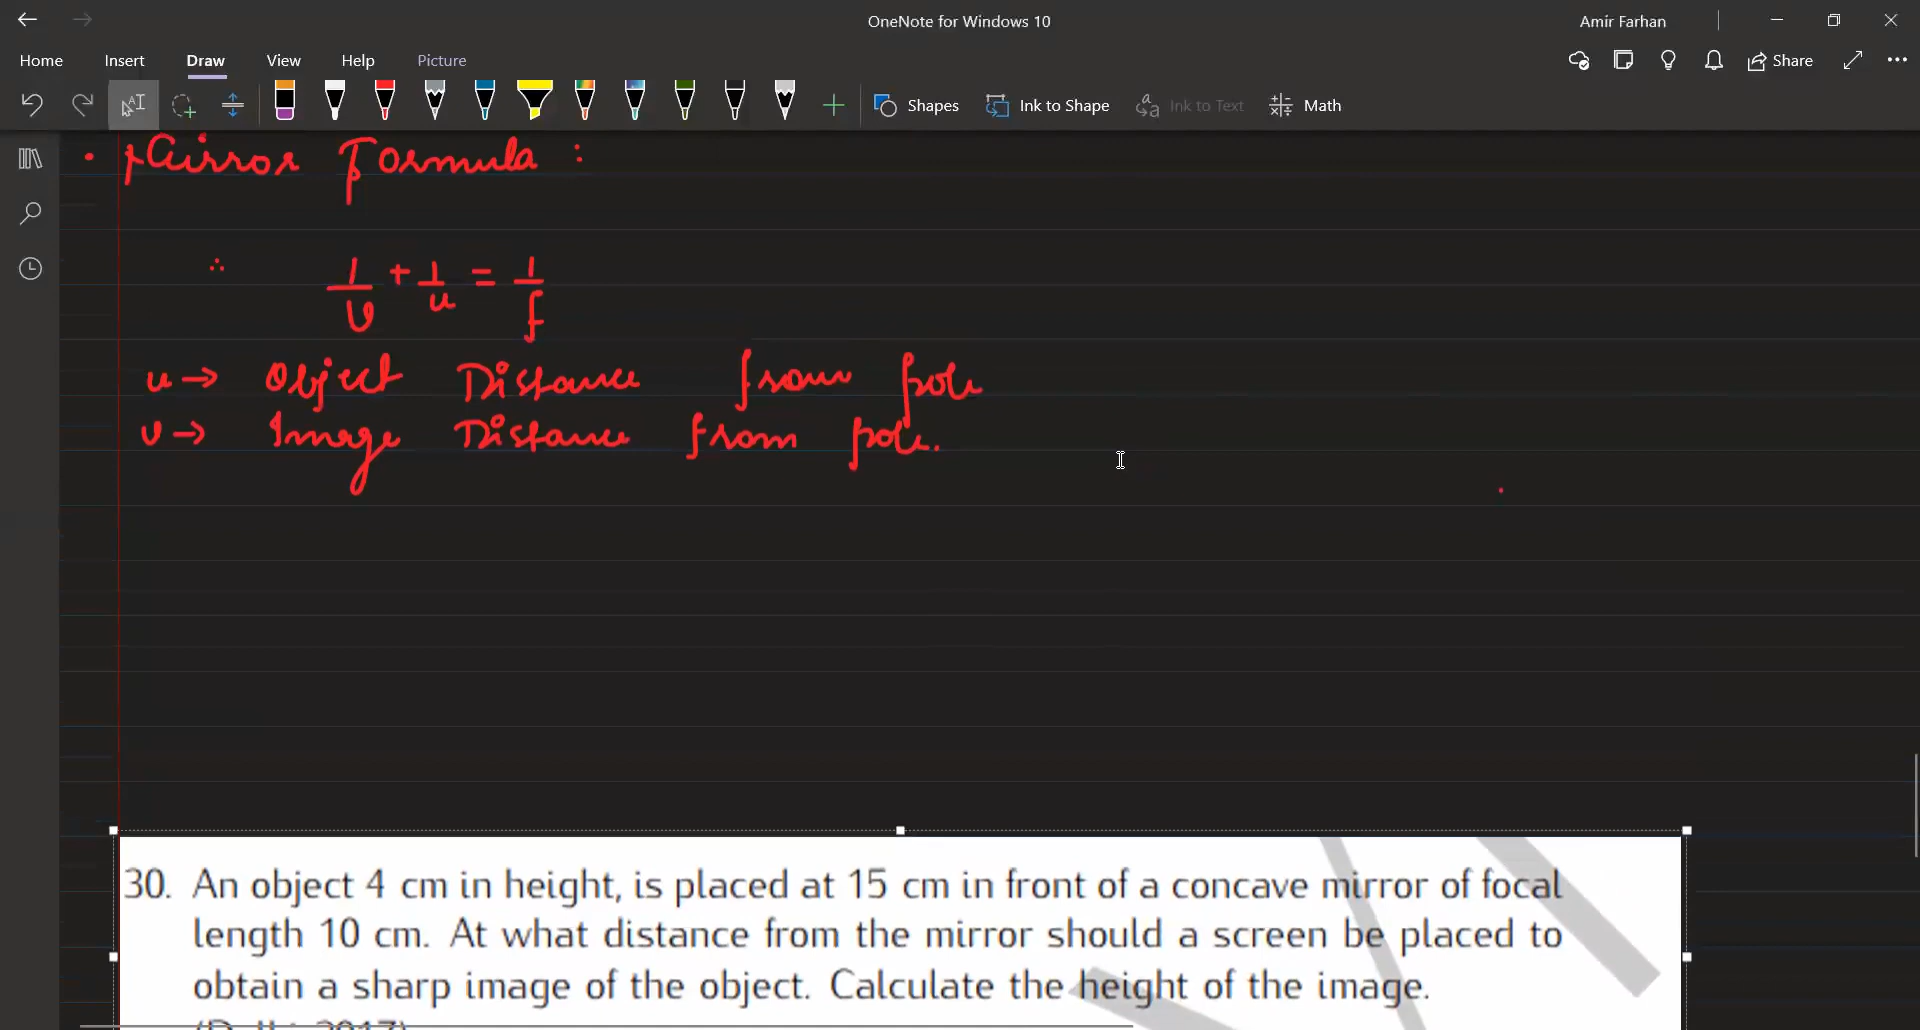 OneNote for Windows 10
Amir Farhan
Home Insert Draw View Help Picture
Share
Shapes Ink to Shape Ink to Text Math
• Mirror Formula :
∴ 1/v + 1/u = 1/f
u → Object Distance from pole
v → Image Distance from pole.
30. An object 4 cm in height, is placed at 15 cm in front of a concave mirror of focal
length 10 cm. At what distance from the mirror should a screen be placed to
obtain a sharp image of the object. Calculate the height of the image.